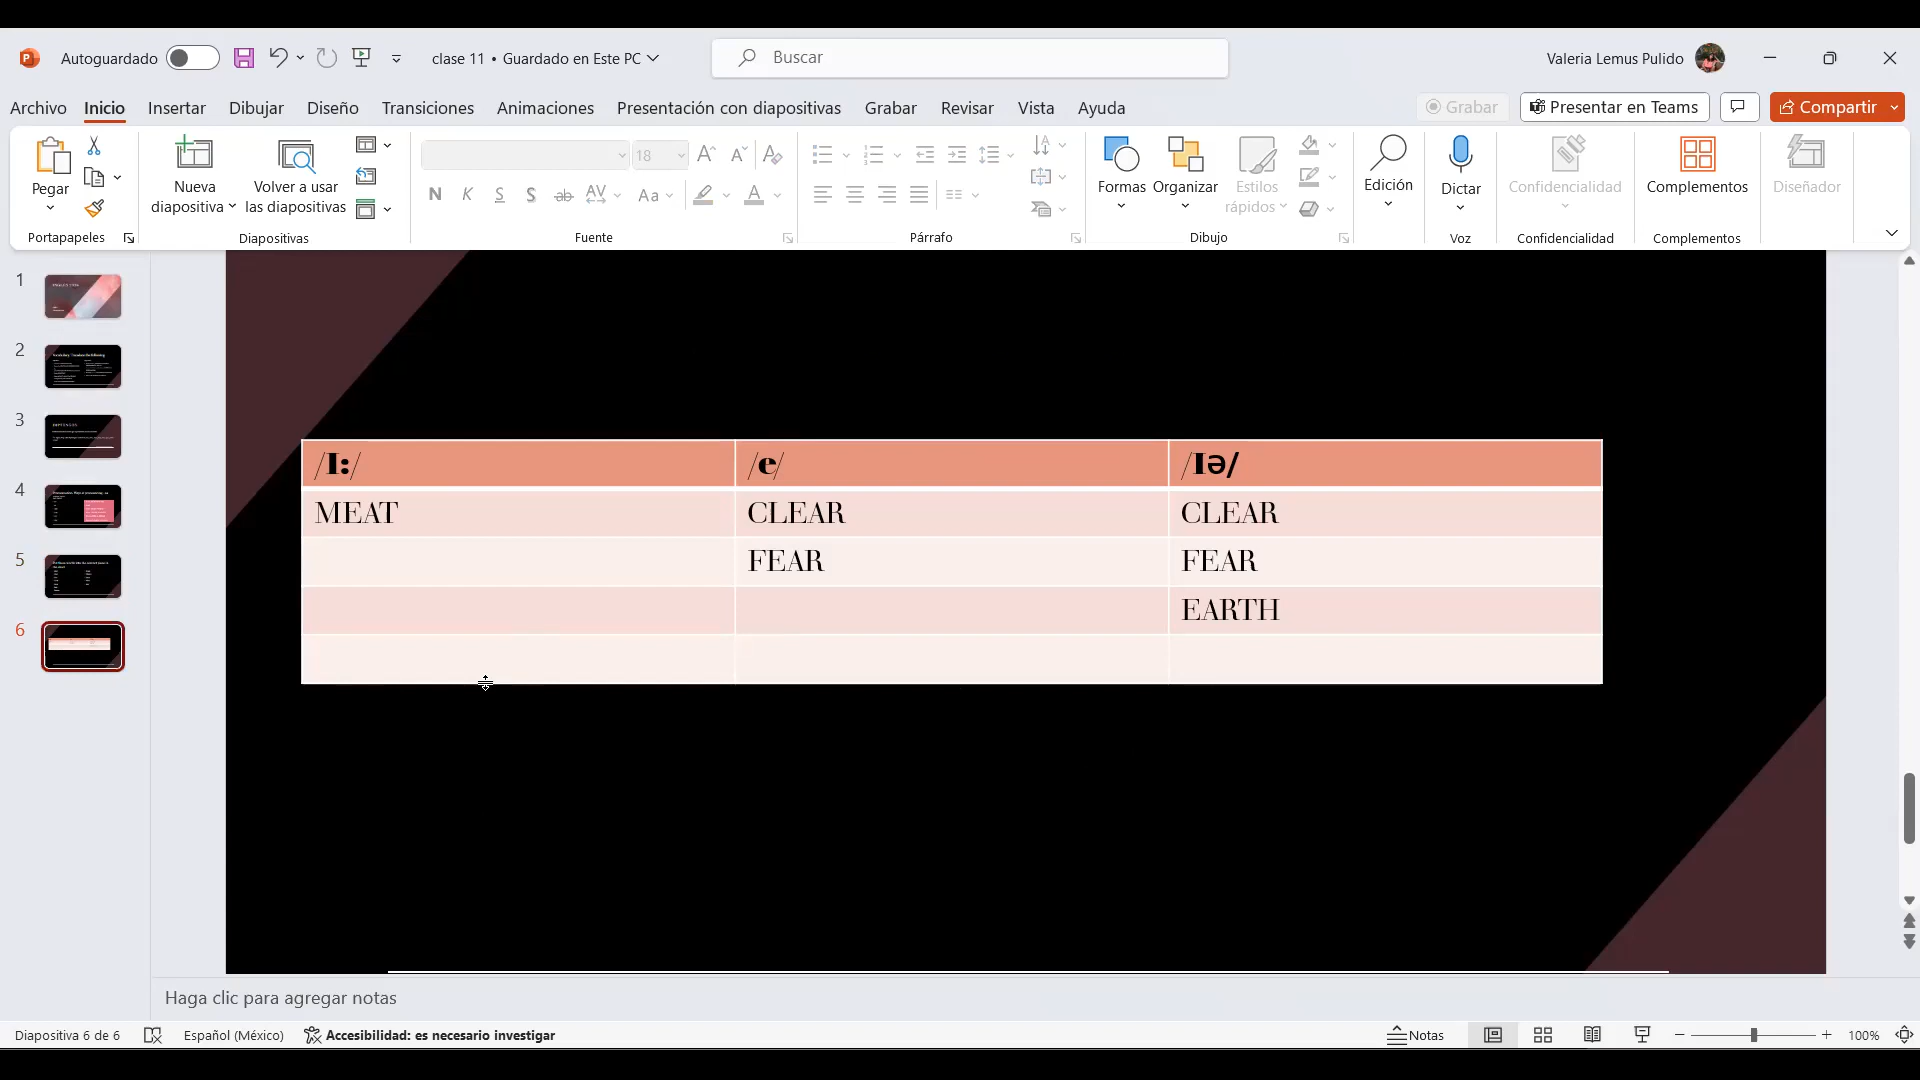 Autoguardado
clase 11 • Guardado en Este PC
Buscar
Valeria Lemus Pulido
Archivo Inicio Insertar Dibujar Diseño Transiciones Animaciones Presentación con diapositivas Grabar Revisar Vista Ayuda
Grabar
Presentar en Teams
Compartir
Pegar
Portapapeles
Nueva
diapositiva
Volver a usar
las diapositivas
Diapositivas
18
N K S S ab AV Aa A
Fuente
Párrafo
Formas
Organizar
Estilos
rápidos
Dibujo
Edición
Dictar
Voz
Confidencialidad
Confidencialidad
Complementos
Complementos
Diseñador
1
2
3
4
5
6
/I:/ /e/ /Iə/
MEAT CLEAR CLEAR
FEAR FEAR
EARTH
Haga clic para agregar notas
Diapositiva 6 de 6
Español (México)
Accesibilidad: es necesario investigar
Notas
100%